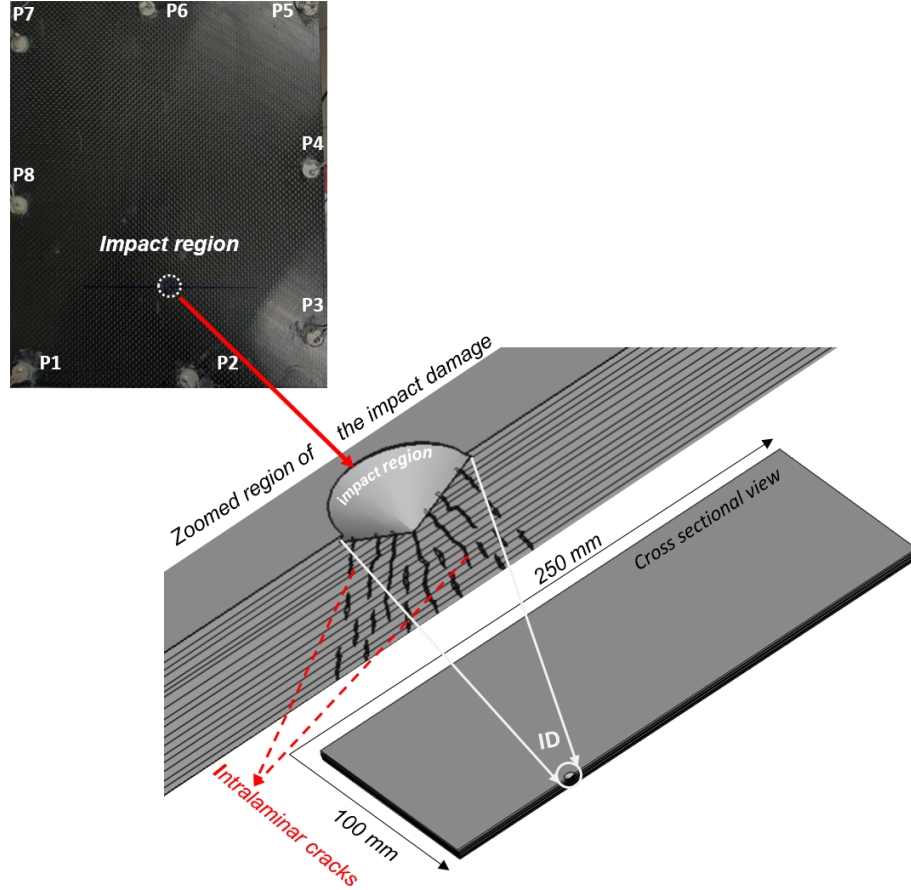 P7
P6
P5
P4
P8
Impact region
P3
P1
P2
Zoomed region of the impact damage
impact region
Cross sectional view
250 mm
ID
Intralaminar cracks
100 mm